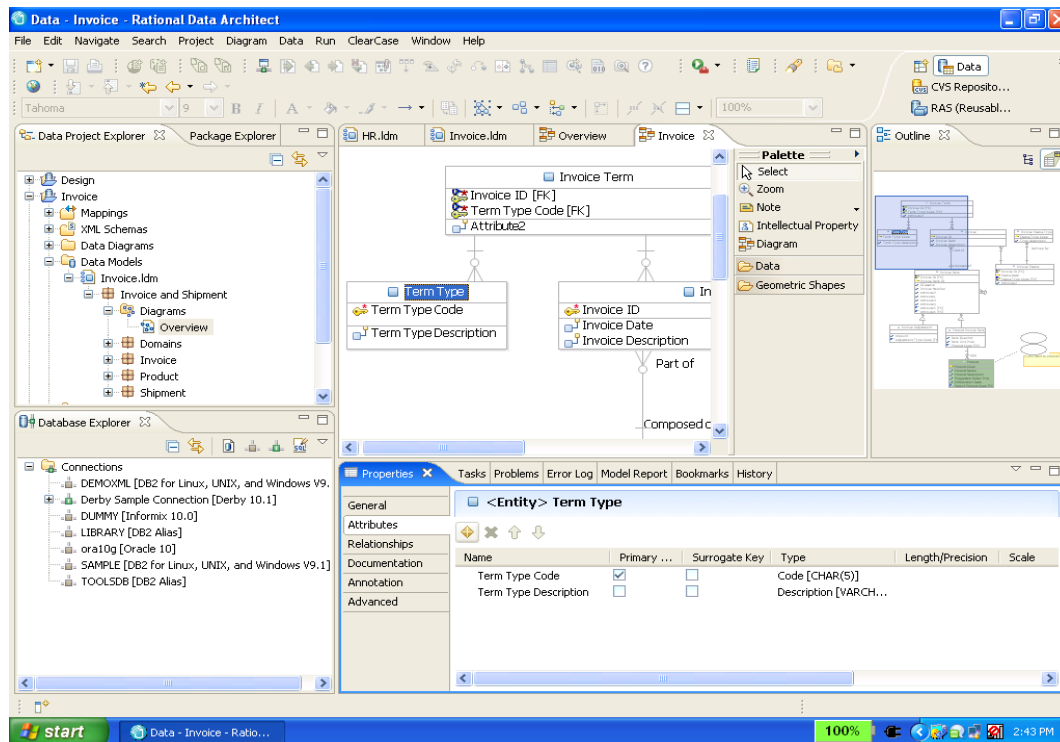 Data - Invoice - Rational Data Architect
File Edit Navigate Search Project Diagram Data Run ClearCase Window Help
Data
CVS Reposito...
RAS (Reusabl...
Tahoma 9 B I A 100%
Data Project Explorer Package Explorer
Design
Invoice
Mappings
XML Schemas
Data Diagrams
Data Models
Invoice.ldm
Invoice and Shipment
Diagrams
Overview
Domains
Invoice
Product
Shipment
HR.ldm Invoice.ldm Overview Invoice
Invoice Term
Invoice ID [FK]
Term Type Code [FK]
Attribute2
Term Type
Term Type Code
Term Type Description
In
Invoice ID
Invoice Date
Invoice Description
Part of
Composed o
Palette
Select
Zoom
Note
Intellectual Property
Diagram
Data
Geometric Shapes
Outline
Database Explorer
SQL
Connections
DEMOXML [DB2 for Linux, UNIX, and Windows V9.
Derby Sample Connection [Derby 10.1]
DUMMY [Informix 10.0]
LIBRARY [DB2 Alias]
ora10g [Oracle 10]
SAMPLE [DB2 for Linux, UNIX, and Windows V9.1]
TOOLSDB [DB2 Alias]
Properties Tasks Problems Error Log Model Report Bookmarks History
General
Attributes
Relationships
Documentation
Annotation
Advanced
<Entity> Term Type
Name Primary ... Surrogate Key Type Length/Precision Scale
Term Type Code Code [CHAR(5)]
Term Type Description Description [VARCH...
start Data - Invoice - Ratio... 100% 2:43 PM